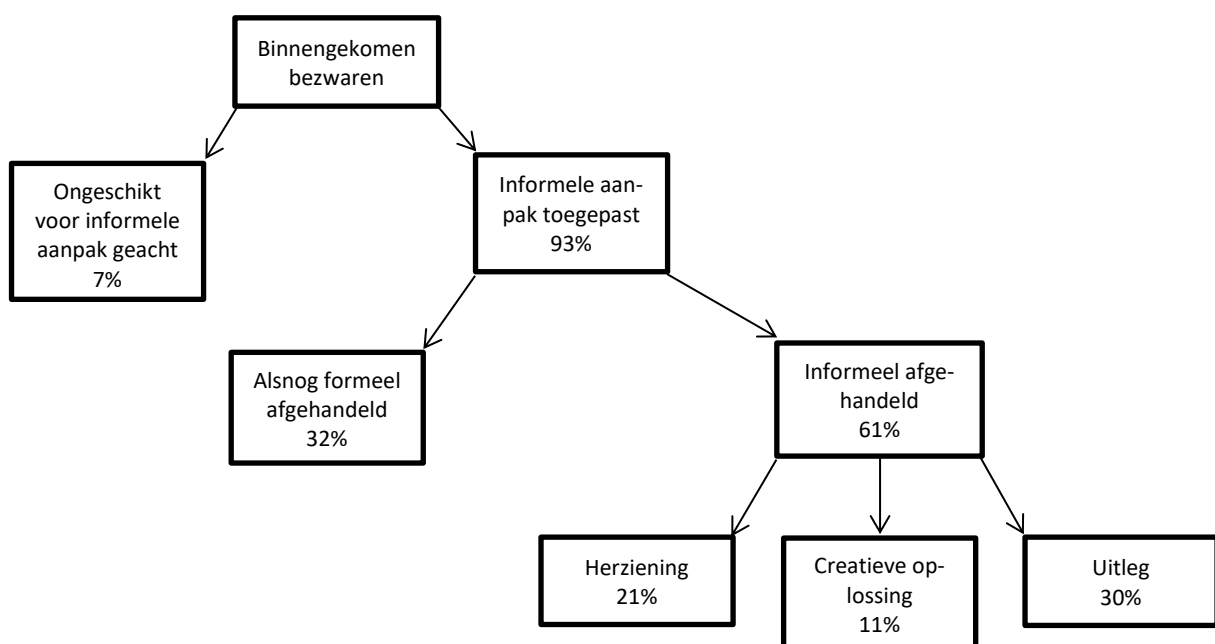 Binnengekomen
bezwaren
Ongeschikt
voor informele
aanpak geacht
7%
Informele aan-
pak toegepast
93%
Alsnog formeel
afgehandeld
32%
Informeel afge-
handeld
61%
Herziening
21%
Creatieve op-
lossing
11%
Uitleg
30%